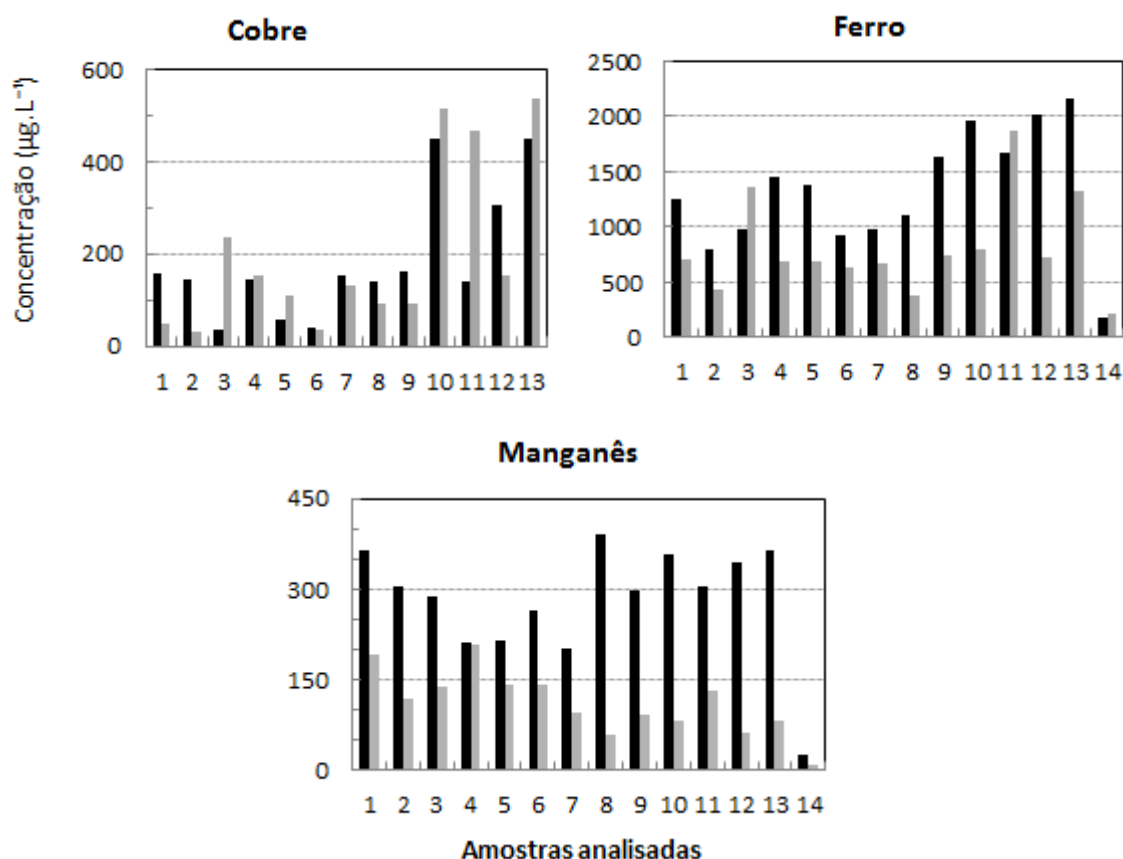 Cobre
Concentração (µg.L⁻¹)
600
400
200
0
1 2 3 4 5 6 7 8 9 10 11 12 13
Ferro
2500
2000
1500
1000
500
0
1 2 3 4 5 6 7 8 9 10 11 12 13 14
Manganês
450
300
150
0
1 2 3 4 5 6 7 8 9 10 11 12 13 14
Amostras analisadas